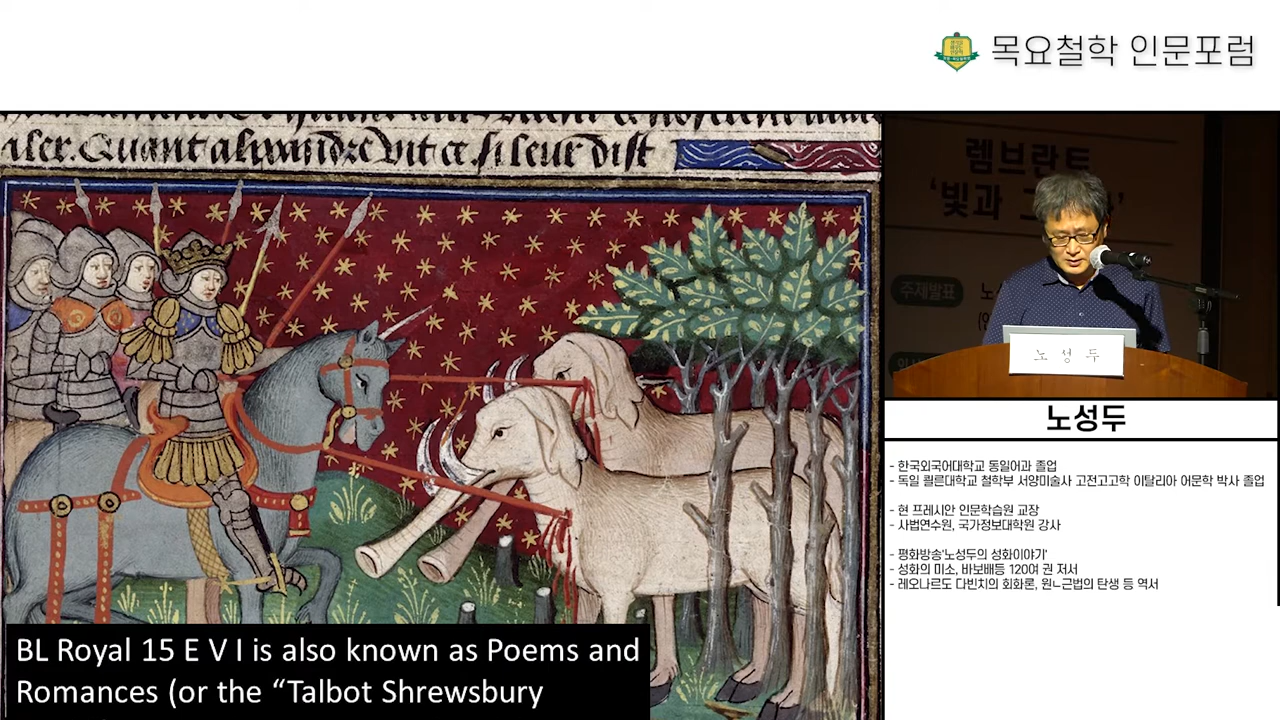 목요철학 인문포럼
aliser. Quant alixandre vit ce. si leur dist
렘브란트
'빛과 그
주제발표
노성두
노성두
- 한국외국어대학교 동일어과 졸업
- 독일 쾰른대학교 철학부 서양미술사 고전고고학 이탈리아 어문학 박사 졸업
- 현 프레시안 인문학습원 교장
- 사법연수원, 국가정보대학원 강사
- 평화방송'노성두의 성화이야기'
- 성화의 미소, 바보배등 120여 권 저서
- 레오나르도 다빈치의 회화론, 원ㄴ근법의 탄생 등 역서
BL Royal 15 E V I is also known as Poems and
Romances (or the “Talbot Shrewsbury